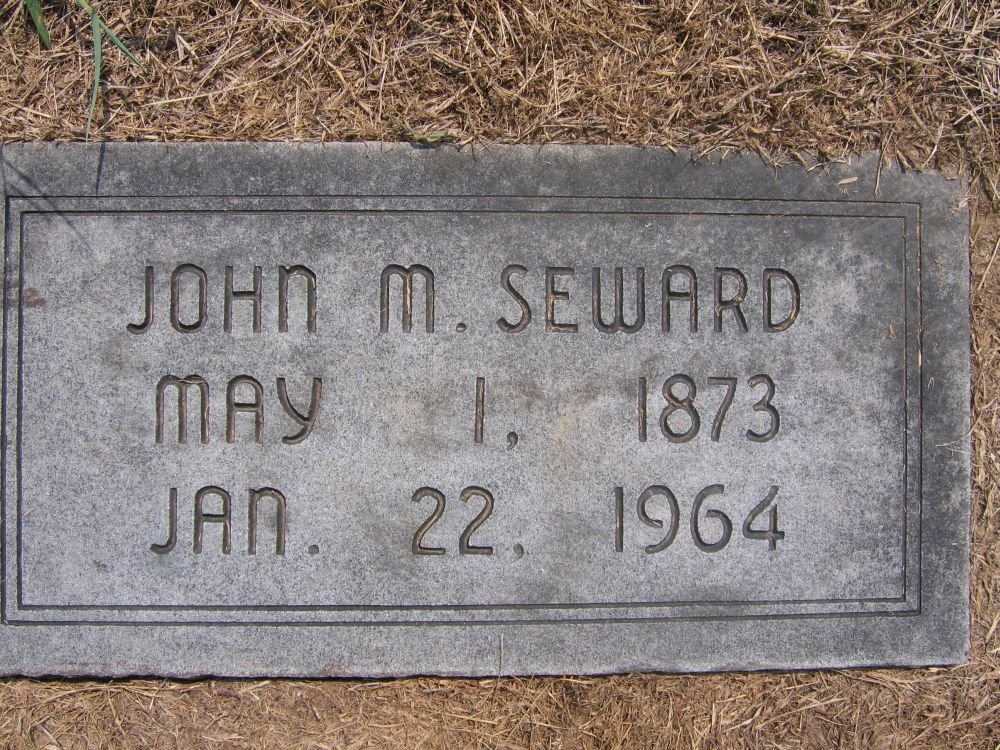 JOHN M. SEWARD
MAY 1, 1873
JAN. 22, 1964